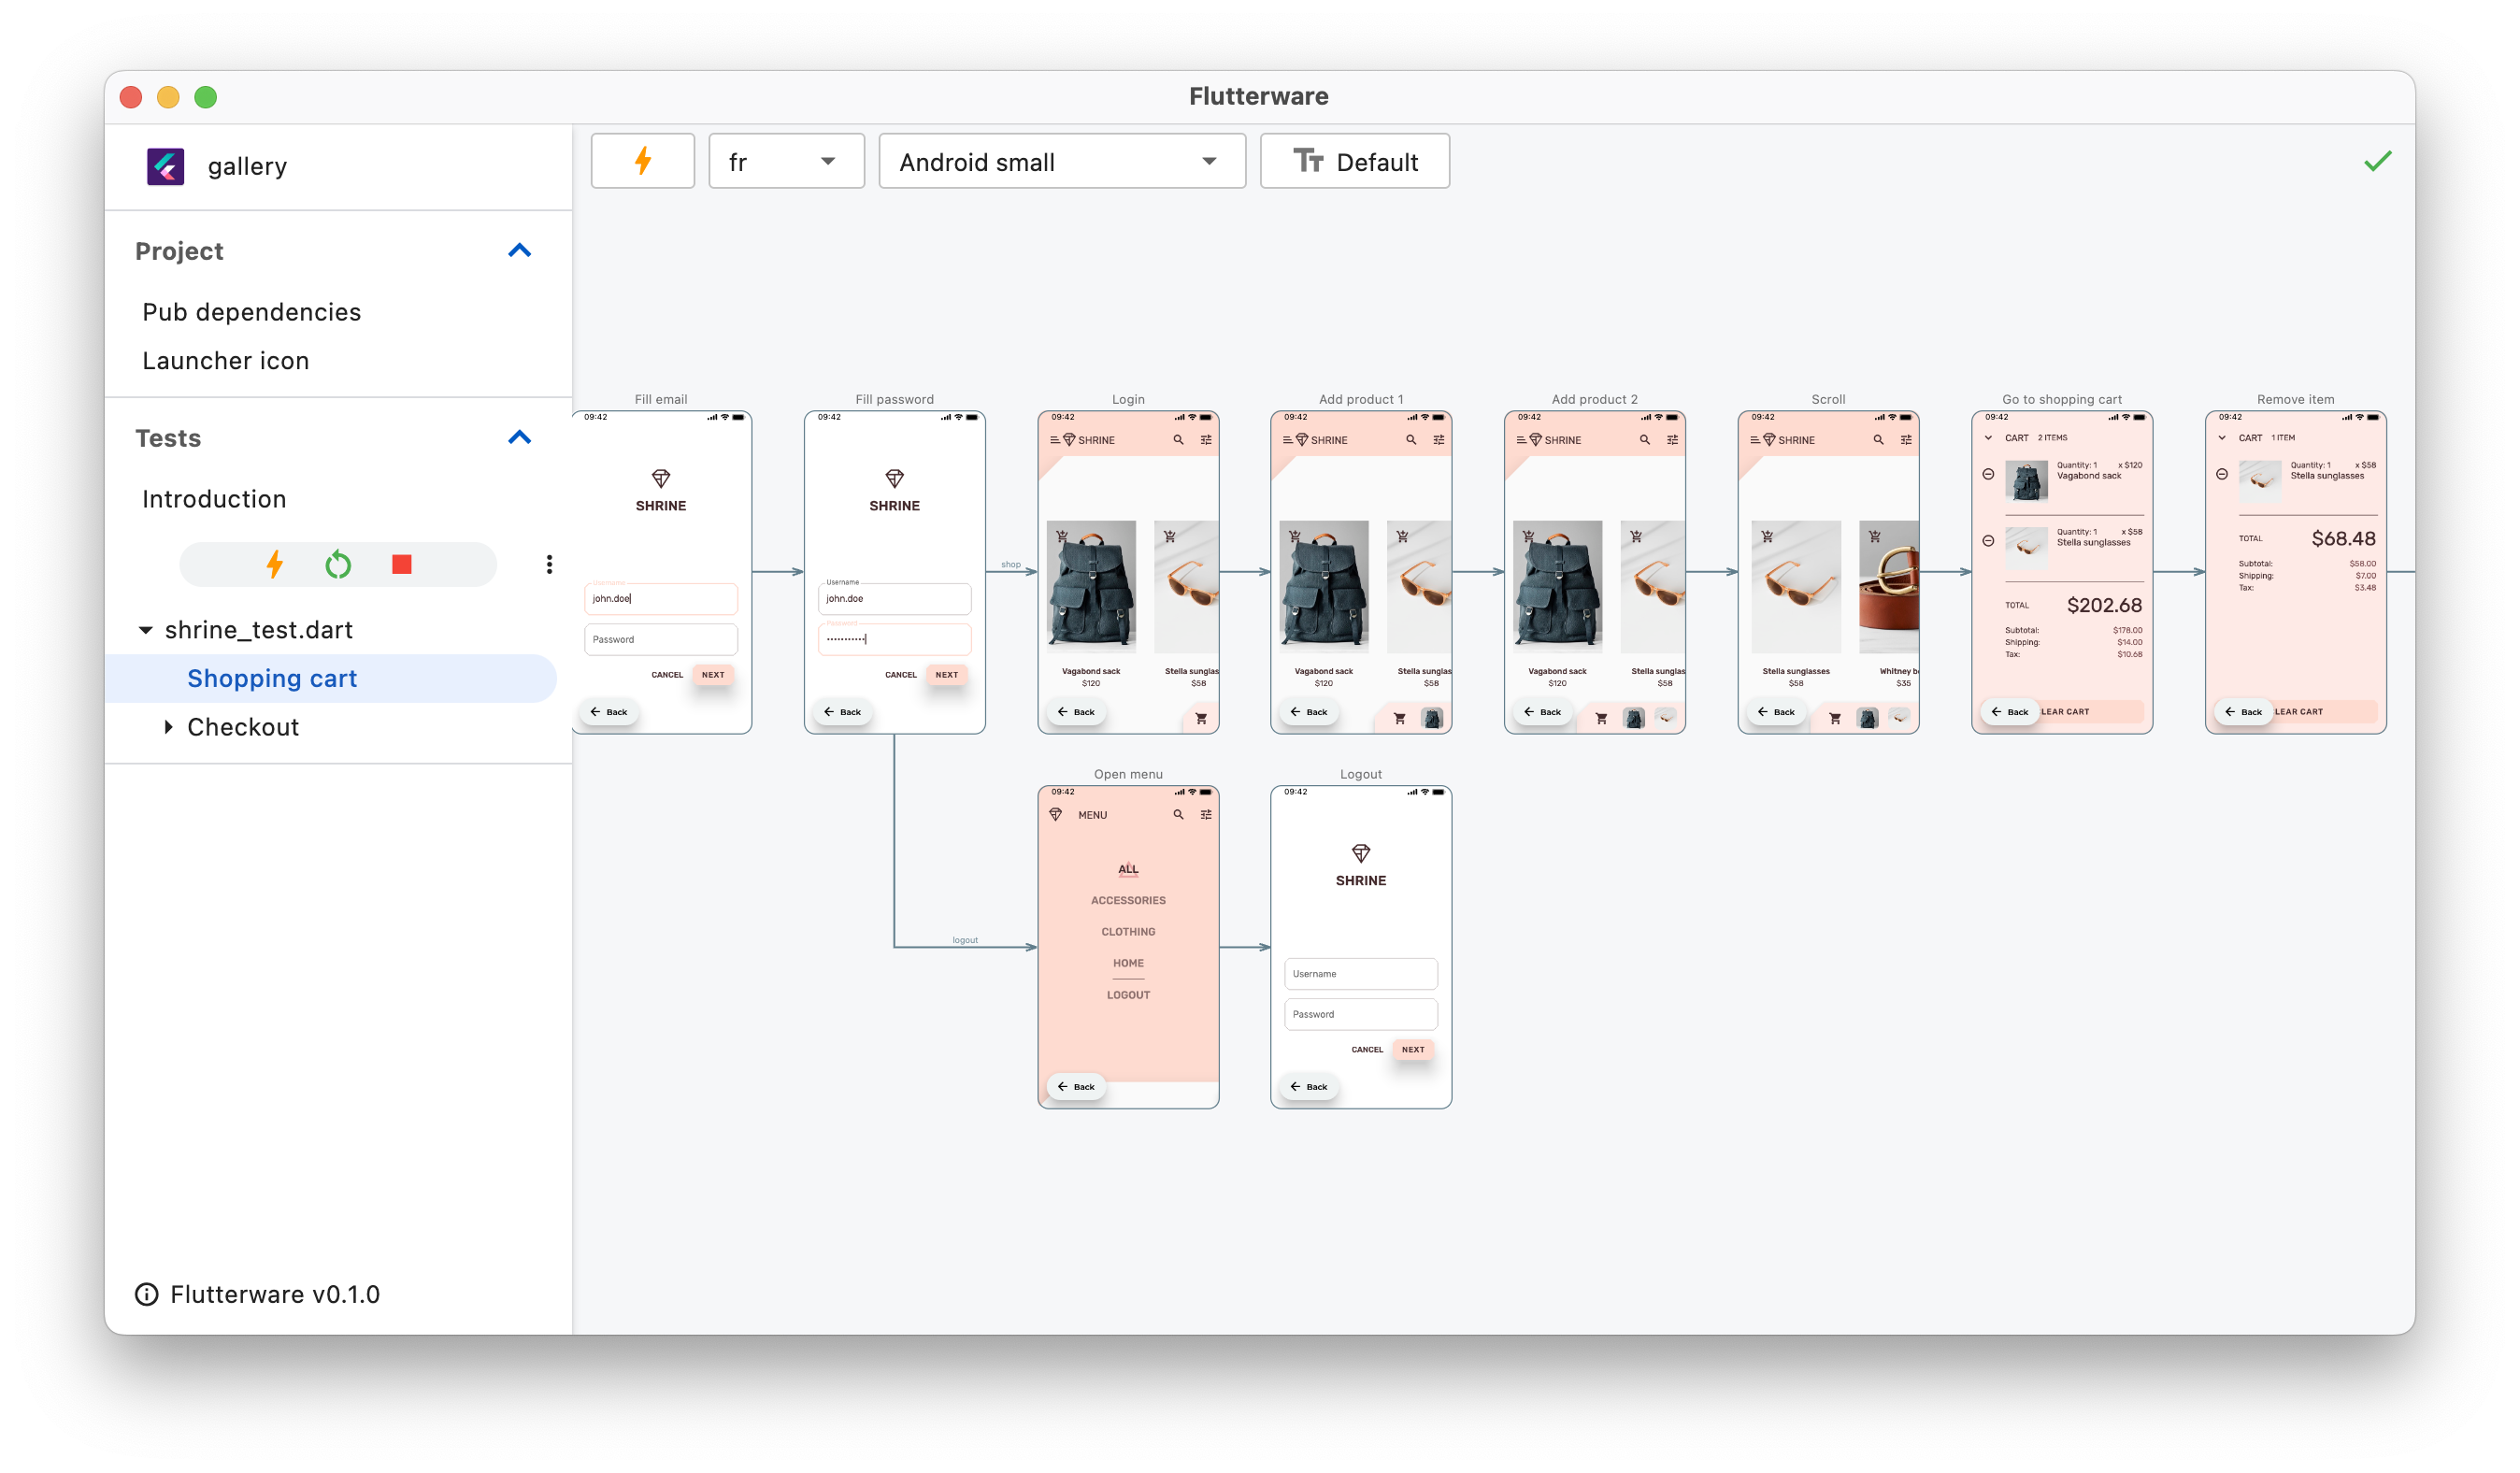 Flutterware
gallery
fr
Android small
Default
Project
Pub dependencies
Launcher icon
Tests
Introduction
shrine_test.dart
Shopping cart
Checkout
Flutterware v0.1.0
Fill email
09:42
SHRINE
Username
john.doe
Password
CANCEL NEXT
Back
Fill password
09:42
SHRINE
Username
john.doe
Password
•••••••••••
CANCEL NEXT
Back
shop
logout
Login
09:42
SHRINE
Vagabond sack
$120
Stella sunglas
$58
Back
Add product 1
09:42
SHRINE
Vagabond sack
$120
Stella sunglas
$58
Back
Add product 2
09:42
SHRINE
Vagabond sack
$120
Stella sunglas
$58
Back
Scroll
09:42
SHRINE
Stella sunglasses
$58
Whitney b
$35
Back
Go to shopping cart
09:42
CART 2 ITEMS
Quantity: 1 x $120
Vagabond sack
Quantity: 1 x $58
Stella sunglasses
TOTAL $202.68
Subtotal: $178.00
Shipping: $14.00
Tax: $10.68
Back
LEAR CART
Remove item
09:42
CART 1 ITEM
Quantity: 1 x $58
Stella sunglasses
TOTAL $68.48
Subtotal: $58.00
Shipping: $7.00
Tax: $3.48
Back
LEAR CART
Open menu
09:42
MENU
ALL
ACCESSORIES
CLOTHING
HOME
LOGOUT
Back
Logout
09:42
SHRINE
Username
Password
CANCEL NEXT
Back